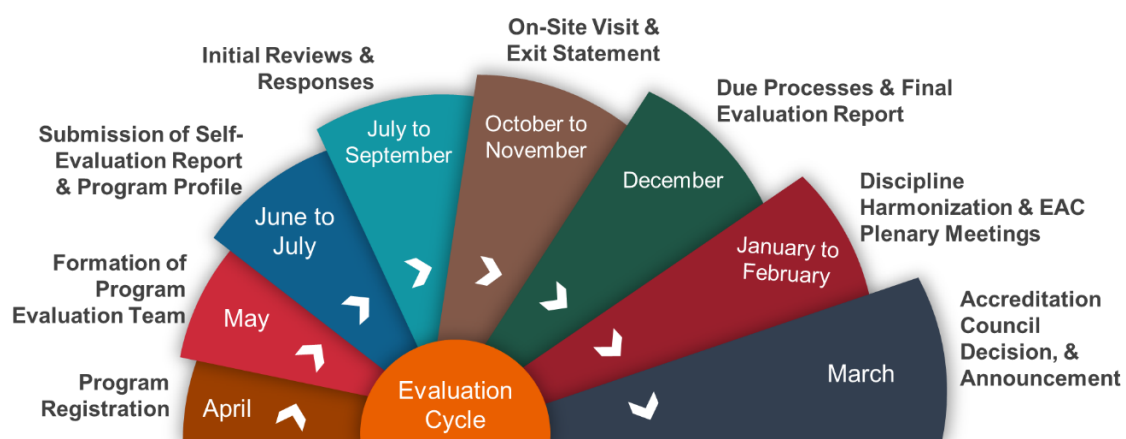 Program
Registration
April
Formation of
Program
Evaluation Team
May
Submission of Self-
Evaluation Report
& Program Profile
June to
July
Initial Reviews &
Responses
July to
September
On-Site Visit &
Exit Statement
October to
November
Due Processes & Final
Evaluation Report
December
Discipline
Harmonization & EAC
Plenary Meetings
January to
February
Accreditation
Council
Decision, &
Announcement
March
Evaluation
Cycle